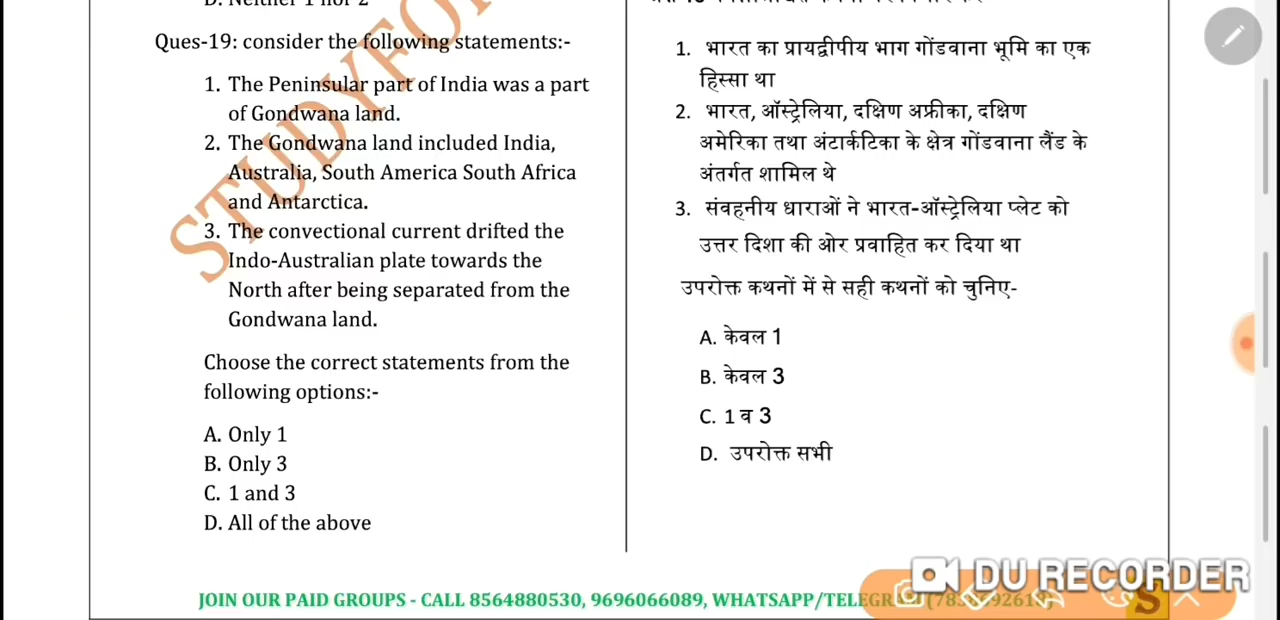 D. Neither 1 nor 2
Ques-19: consider the following statements:-
1. The Peninsular part of India was a part
of Gondwana land.
2. The Gondwana land included India,
Australia, South America South Africa
and Antarctica.
3. The convectional current drifted the
Indo-Australian plate towards the
North after being separated from the
Gondwana land.
Choose the correct statements from the
following options:-
A. Only 1
B. Only 3
C. 1 and 3
D. All of the above
1. भारत का प्रायद्वीपीय भाग गोंडवाना भूमि का एक
हिस्सा था
2. भारत, ऑस्ट्रेलिया, दक्षिण अफ्रीका, दक्षिण
अमेरिका तथा अंटार्कटिका के क्षेत्र गोंडवाना लैंड के
अंतर्गत शामिल थे
3. संवहनीय धाराओं ने भारत-ऑस्ट्रेलिया प्लेट को
उत्तर दिशा की ओर प्रवाहित कर दिया था
उपरोक्त कथनों में से सही कथनों को चुनिए-
A. केवल 1
B. केवल 3
C. 1 व 3
D. उपरोक्त सभी
STUDYFO
DU RECORDER
JOIN OUR PAID GROUPS - CALL 8564880530, 9696066089, WHATSAPP/TELEGR
S